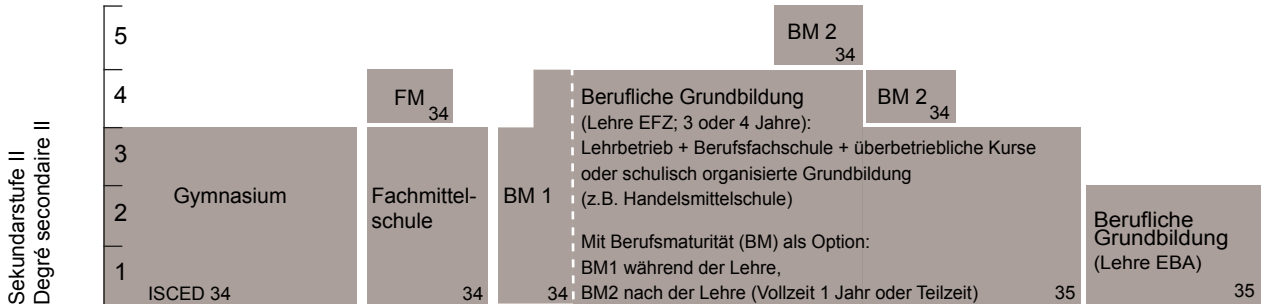 Sekundarstufe II
Degré secondaire II
5
4
3
2
1
BM 2
34
FM
34
BM 2
34
Gymnasium
ISCED 34
Fachmittel-
schule
34
BM 1
34
Berufliche Grundbildung
(Lehre EFZ; 3 oder 4 Jahre):
Lehrbetrieb + Berufsfachschule + überbetriebliche Kurse
oder schulisch organisierte Grundbildung
(z.B. Handelsmittelschule)
Mit Berufsmaturität (BM) als Option:
BM1 während der Lehre,
BM2 nach der Lehre (Vollzeit 1 Jahr oder Teilzeit)
35
Berufliche
Grundbildung
(Lehre EBA)
35